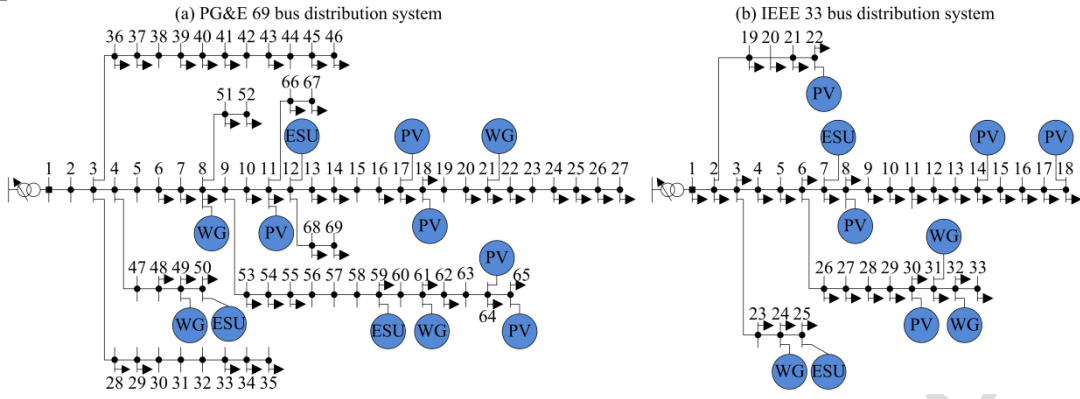 (a) PG&E 69 bus distribution system
36 37 38 39 40 41 42 43 44 45 46
66 67
51 52
ESU PV WG
1 2 3 4 5 6 7 8 9 10 11 12 13 14 15 16 17 18 19 20 21 22 23 24 25 26 27
WG PV PV
68 69
PV
47 48 49 50 53 54 55 56 57 58 59 60 61 62 63 65
64
WG ESU ESU WG PV
28 29 30 31 32 33 34 35
(b) IEEE 33 bus distribution system
19 20 21 22
PV
ESU PV PV
1 2 3 4 5 6 7 8 9 10 11 12 13 14 15 16 17 18
PV
WG
26 27 28 29 30 31 32 33
23 24 25
PV WG
WG ESU